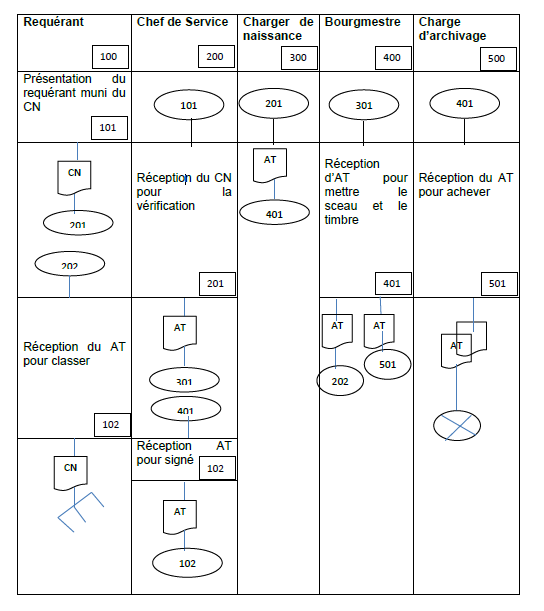 Requérant
100
Chef de Service
200
Charger de
naissance
300
Bourgmestre
400
Charge
d'archivage
500
Présentation du
requérant muni du
CN
101
101
201
301
401
CN
201
202
Réception du CN
pour la
vérification
201
AT
401
Réception
d'AT pour
mettre le
sceau et le
timbre
401
Réception du AT
pour achever
501
Réception du AT
pour classer
102
AT
301
401
AT
202
AT
501
AT
CN
Réception AT
pour signé
102
AT
102